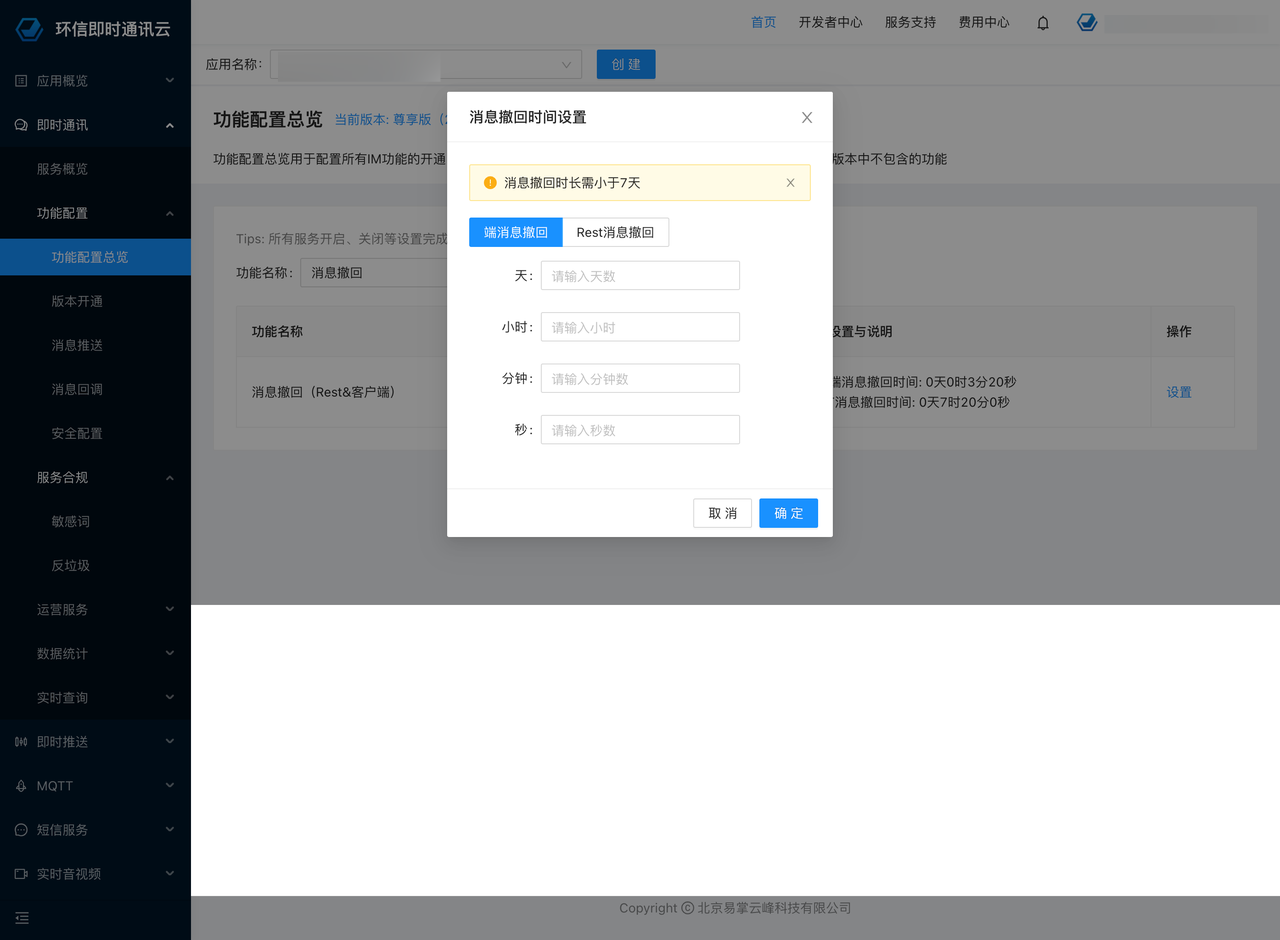 环信即时通讯云
首页 开发者中心 服务支持 费用中心
应用名称: 创 建
应用概览
即时通讯
服务概览
功能配置
功能配置总览
版本开通
消息推送
消息回调
安全配置
服务合规
敏感词
反垃圾
运营服务
数据统计
实时查询
即时推送
MQTT
短信服务
实时音视频
功能配置总览 当前版本: 尊享版
功能配置总览用于配置所有IM功能的开通 版本中不包含的功能
Tips: 所有服务开启、关闭等设置完成
功能名称: 消息撤回
功能名称 设置与说明 操作
消息撤回（Rest&客户端） 端消息撤回时间: 0天0时3分20秒
消息撤回时间: 0天7时20分0秒
设置
消息撤回时间设置
消息撤回时长需小于7天
端消息撤回 Rest消息撤回
天: 请输入天数
小时: 请输入小时
分钟: 请输入分钟数
秒: 请输入秒数
取 消 确 定
Copyright © 北京易掌云峰科技有限公司